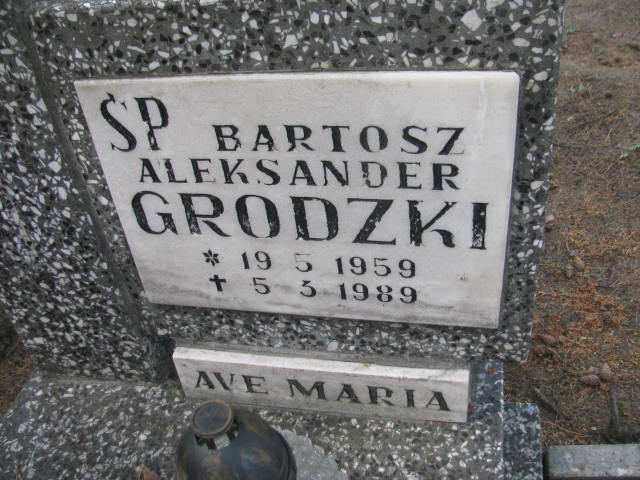 ŚP BARTOSZ
ALEKSANDER
GRODZKI
* 19 5 1959
✝ 5 3 1989
AVE MARIA